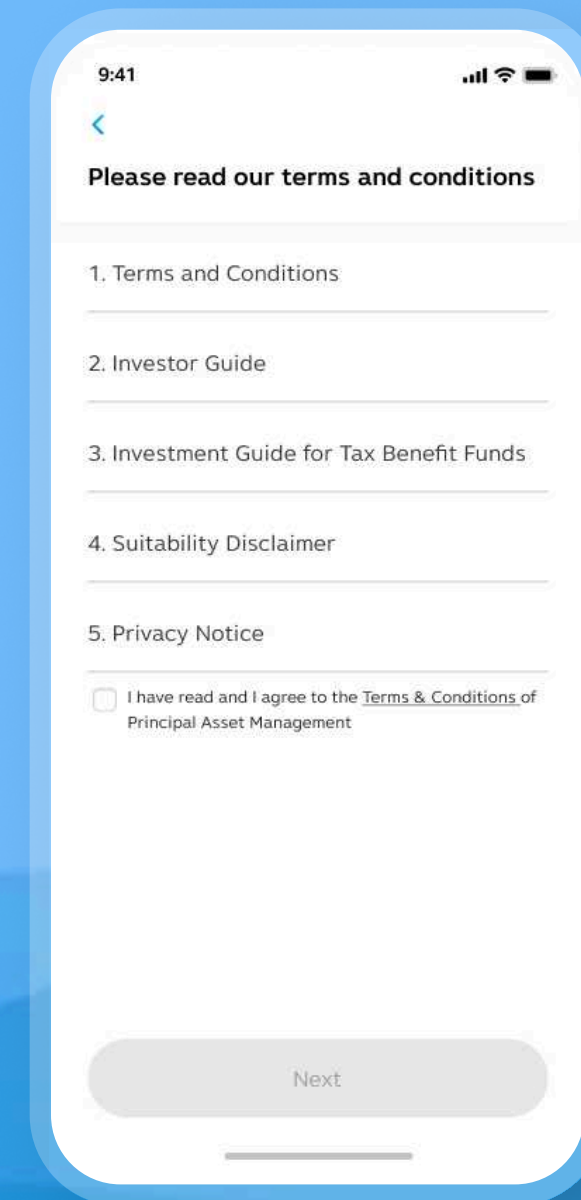 9:41
Please read our terms and conditions
1. Terms and Conditions
2. Investor Guide
3. Investment Guide for Tax Benefit Funds
4. Suitability Disclaimer
5. Privacy Notice
I have read and I agree to the Terms & Conditions of
Principal Asset Management
Next